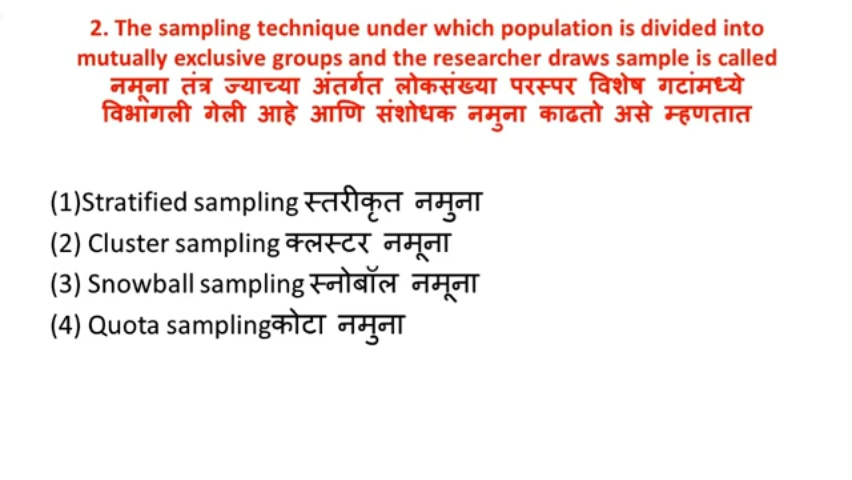 2. The sampling technique under which population is divided into
mutually exclusive groups and the researcher draws sample is called
नमूना तंत्र ज्याच्या अंतर्गत लोकसंख्या परस्पर विशेष गटांमध्ये
विभागली गेली आहे आणि संशोधक नमुना काढतो असे म्हणतात
(1)Stratified sampling स्तरीकृत नमुना
(2) Cluster sampling क्लस्टर नमूना
(3) Snowball sampling स्नोबॉल नमूना
(4) Quota samplingकोटा नमुना